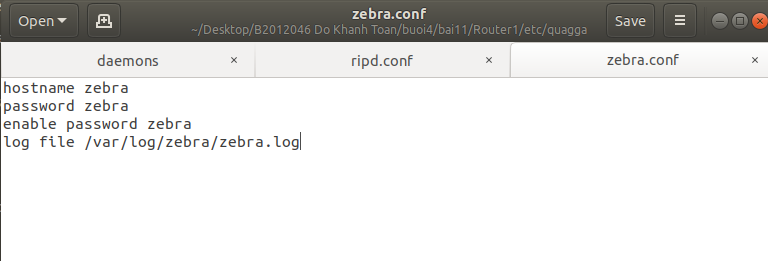 Open
zebra.conf
~/Desktop/B2012046 Do Khanh Toan/buoi4/bai11/Router1/etc/quagga
Save
daemons × ripd.conf × zebra.conf ×
hostname zebra
password zebra
enable password zebra
log file /var/log/zebra/zebra.log